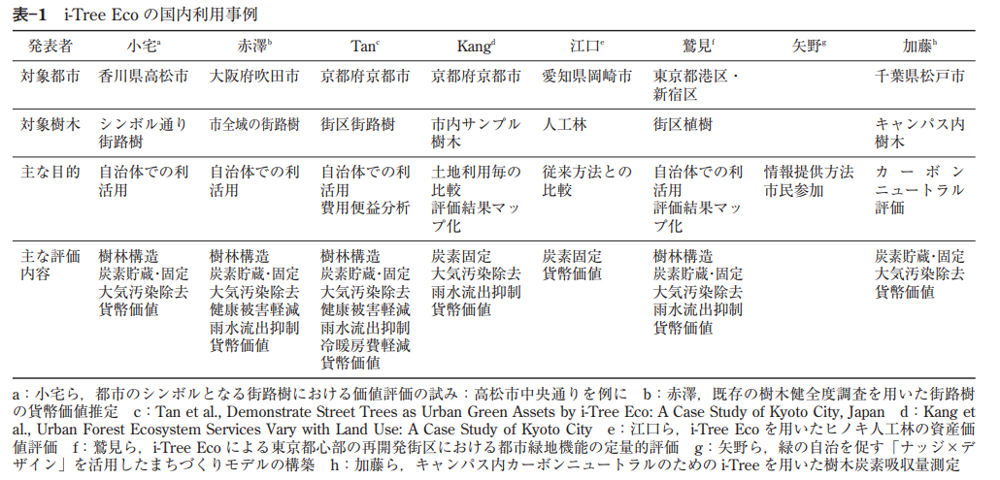 表−1 i-Tree Eco の国内利用事例
発表者 小宅a 赤澤b Tanc Kangd 江口e 鷲見f 矢野g 加藤h
対象都市 香川県高松市 大阪府吹田市 京都府京都市 京都府京都市 愛知県岡崎市 東京都港区・ 千葉県松戸市
新宿区
対象樹木 シンボル通り 市全域の街路樹 街区街路樹 市内サンプル 人工林 街区植樹 キャンパス内
街路樹 樹木 樹木
主な目的 自治体での利 自治体での利 自治体での利 土地利用毎の 従来方法との 自治体での利 情報提供方法 カーボン
活用 活用 活用 比較 比較 活用 市民参加 ニュートラル
費用便益分析 評価結果マッ 評価結果マッ 評価
プ化 プ化
主な評価 樹林構造 樹林構造 樹林構造 炭素固定 炭素固定 樹林構造 炭素貯蔵・固定
内容 炭素貯蔵・固定 炭素貯蔵・固定 炭素貯蔵・固定 大気汚染除去 貨幣価値 炭素貯蔵・固定 大気汚染除去
大気汚染除去 大気汚染除去 大気汚染除去 雨水流出抑制 大気汚染除去 貨幣価値
貨幣価値 健康被害軽減 健康被害軽減 貨幣価値 雨水流出抑制
雨水流出抑制 雨水流出抑制 貨幣価値
貨幣価値 冷暖房費軽減
貨幣価値
a:小宅ら,都市のシンボルとなる街路樹における価値評価の試み:高松市中央通りを例に b:赤澤,既存の樹木健全度調査を用いた街路樹
の貨幣価値推定 c:Tan et al., Demonstrate Street Trees as Urban Green Assets by i-Tree Eco: A Case Study of Kyoto City, Japan d:Kang et
al., Urban Forest Ecosystem Services Vary with Land Use: A Case Study of Kyoto City e:江口ら,i-Tree Eco を用いたヒノキ人工林の資産価
値評価 f:鷲見ら,i-Tree Eco による東京都心部の再開発街区における都市緑地機能の定量的評価 g:矢野ら,緑の自治を促す「ナッジ×デ
ザイン」を活用したまちづくりモデルの構築 h:加藤ら,キャンパス内カーボンニュートラルのための i-Tree を用いた樹木炭素吸収量測定